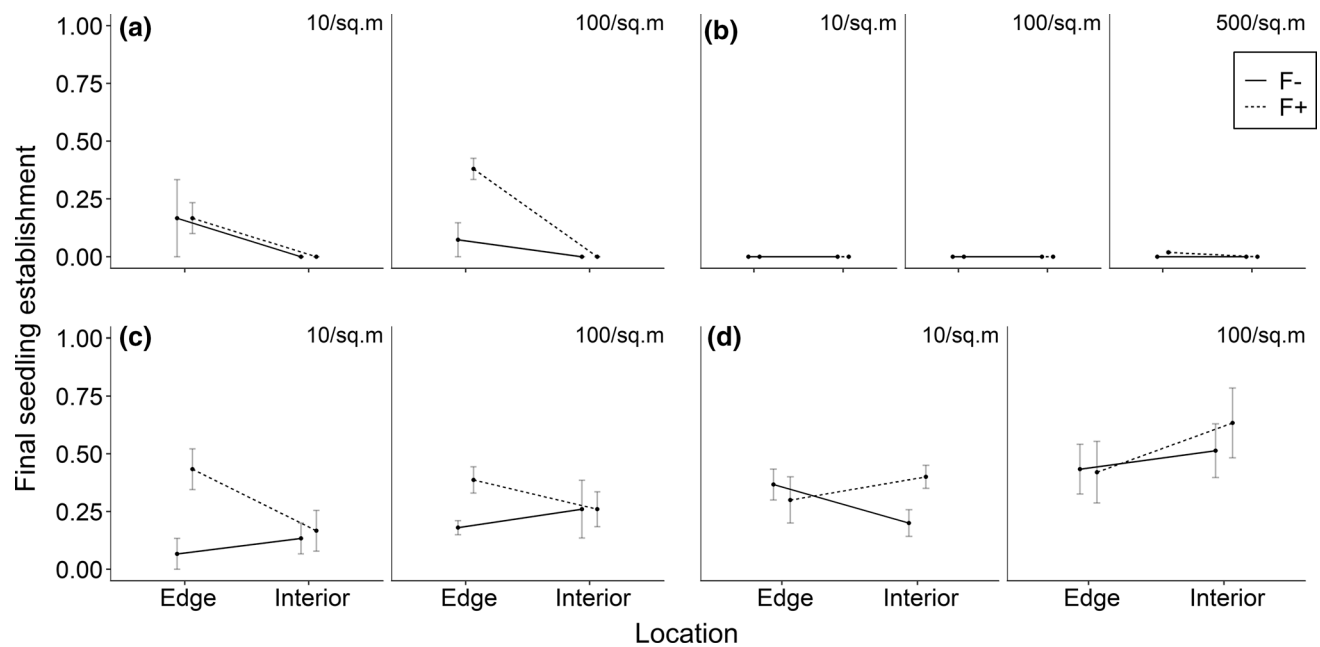 (a) 10/sq.m 100/sq.m
(b) 10/sq.m 100/sq.m 500/sq.m
F-
F+
1.00
0.75
0.50
0.25
0.00
(c) 10/sq.m 100/sq.m
(d) 10/sq.m 100/sq.m
1.00
0.75
0.50
0.25
0.00
Final seedling establishment
Edge Interior Edge Interior Edge Interior Edge Interior
Location